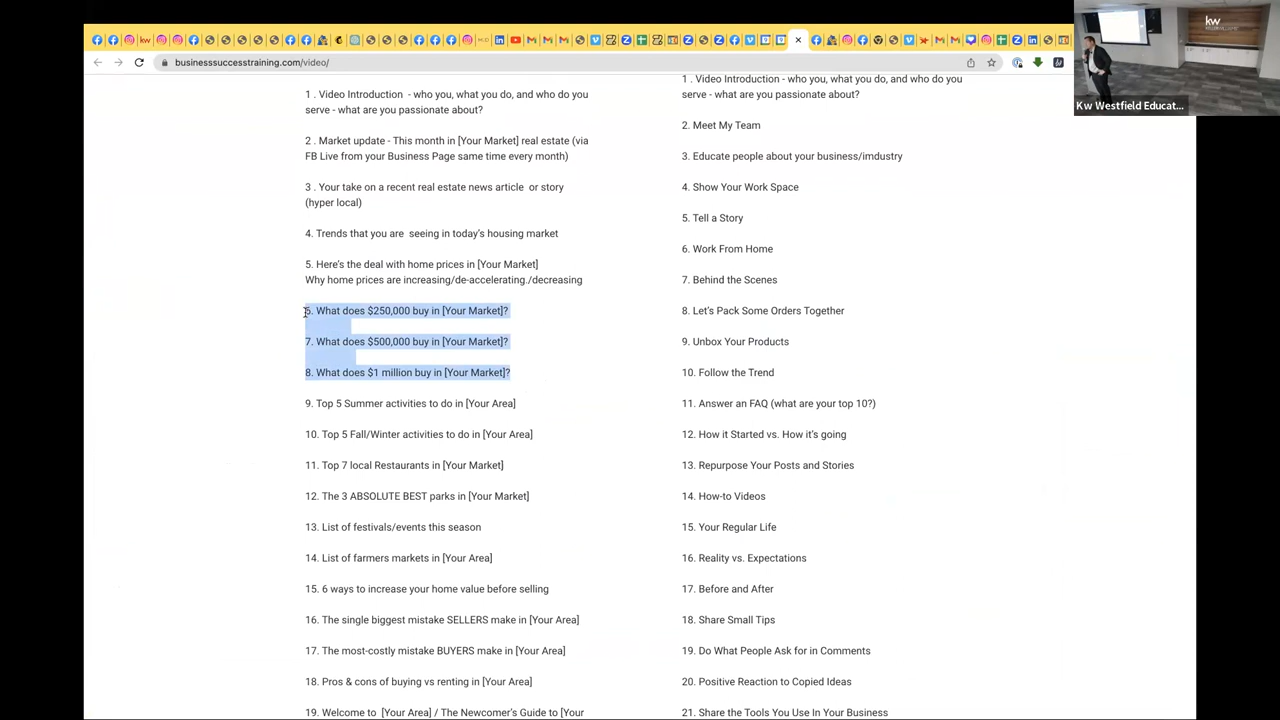 businesssuccesstraining.com/video/
kw
Kw Westfield Educat...
1 . Video Introduction - who you, what you do, and who do you
serve - what are you passionate about?
2 . Market update - This month in [Your Market] real estate (via
FB Live from your Business Page same time every month)
3 . Your take on a recent real estate news article or story
(hyper local)
4. Trends that you are seeing in today's housing market
5. Here's the deal with home prices in [Your Market]
Why home prices are increasing/de-accelerating./decreasing
6. What does $250,000 buy in [Your Market]?
7. What does $500,000 buy in [Your Market]?
8. What does $1 million buy in [Your Market]?
9. Top 5 Summer activities to do in [Your Area]
10. Top 5 Fall/Winter activities to do in [Your Area]
11. Top 7 local Restaurants in [Your Market]
12. The 3 ABSOLUTE BEST parks in [Your Market]
13. List of festivals/events this season
14. List of farmers markets in [Your Area]
15. 6 ways to increase your home value before selling
16. The single biggest mistake SELLERS make in [Your Area]
17. The most-costly mistake BUYERS make in [Your Area]
18. Pros & cons of buying vs renting in [Your Area]
19. Welcome to [Your Area] / The Newcomer's Guide to [Your
1 . Video Introduction - who you, what you do, and who do you
serve - what are you passionate about?
2. Meet My Team
3. Educate people about your business/imdustry
4. Show Your Work Space
5. Tell a Story
6. Work From Home
7. Behind the Scenes
8. Let's Pack Some Orders Together
9. Unbox Your Products
10. Follow the Trend
11. Answer an FAQ (what are your top 10?)
12. How it Started vs. How it's going
13. Repurpose Your Posts and Stories
14. How-to Videos
15. Your Regular Life
16. Reality vs. Expectations
17. Before and After
18. Share Small Tips
19. Do What People Ask for in Comments
20. Positive Reaction to Copied Ideas
21. Share the Tools You Use In Your Business